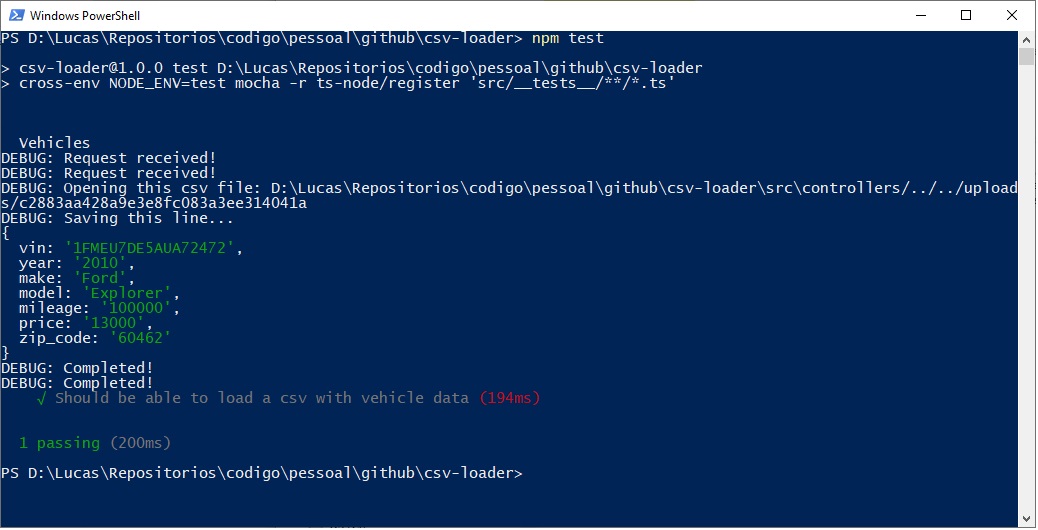 Windows PowerShell
PS D:\Lucas\Repositorios\codigo\pessoal\github\csv-loader> npm test
> csv-loader@1.0.0 test D:\Lucas\Repositorios\codigo\pessoal\github\csv-loader
> cross-env NODE_ENV=test mocha -r ts-node/register 'src/__tests__/**/*.ts'
Vehicles
DEBUG: Request received!
DEBUG: Request received!
DEBUG: Opening this csv file: D:\Lucas\Repositorios\codigo\pessoal\github\csv-loader\src\controllers/../../upload
s/c2883aa428a9e3e8fc083a3ee314041a
DEBUG: Saving this line...
{
vin: '1FMEU7DE5AUA72472',
year: '2010',
make: 'Ford',
model: 'Explorer',
mileage: '100000',
price: '13000',
zip_code: '60462'
}
DEBUG: Completed!
DEBUG: Completed!
√ Should be able to load a csv with vehicle data (194ms)
1 passing (200ms)
PS D:\Lucas\Repositorios\codigo\pessoal\github\csv-loader>